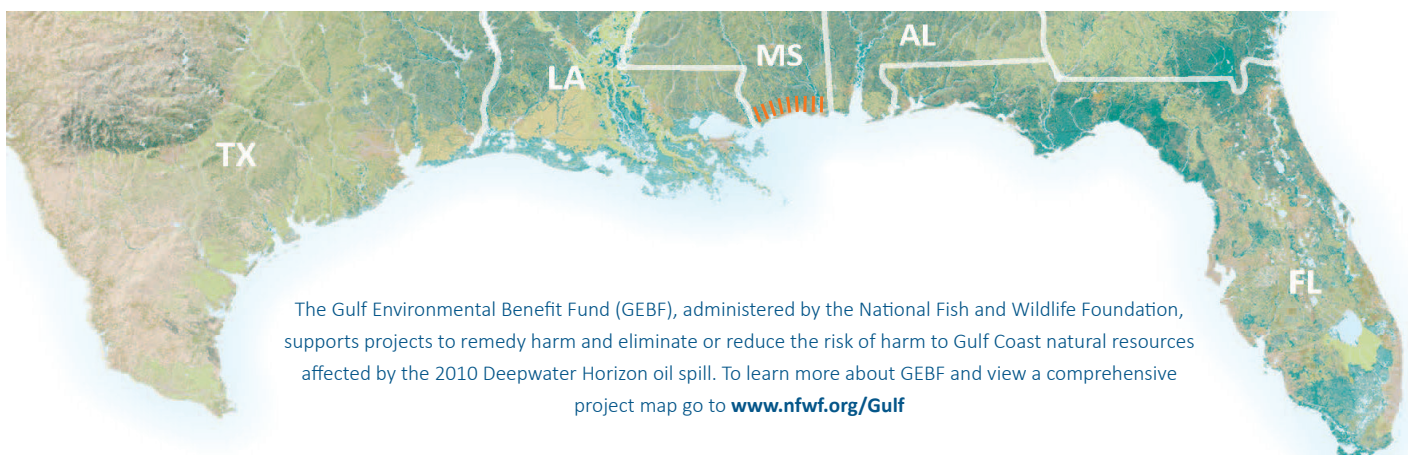 AL
MS
LA
TX
FL
The Gulf Environmental Benefit Fund (GEBF), administered by the National Fish and Wildlife Foundation,
supports projects to remedy harm and eliminate or reduce the risk of harm to Gulf Coast natural resources
affected by the 2010 Deepwater Horizon oil spill. To learn more about GEBF and view a comprehensive
project map go to www.nfwf.org/Gulf